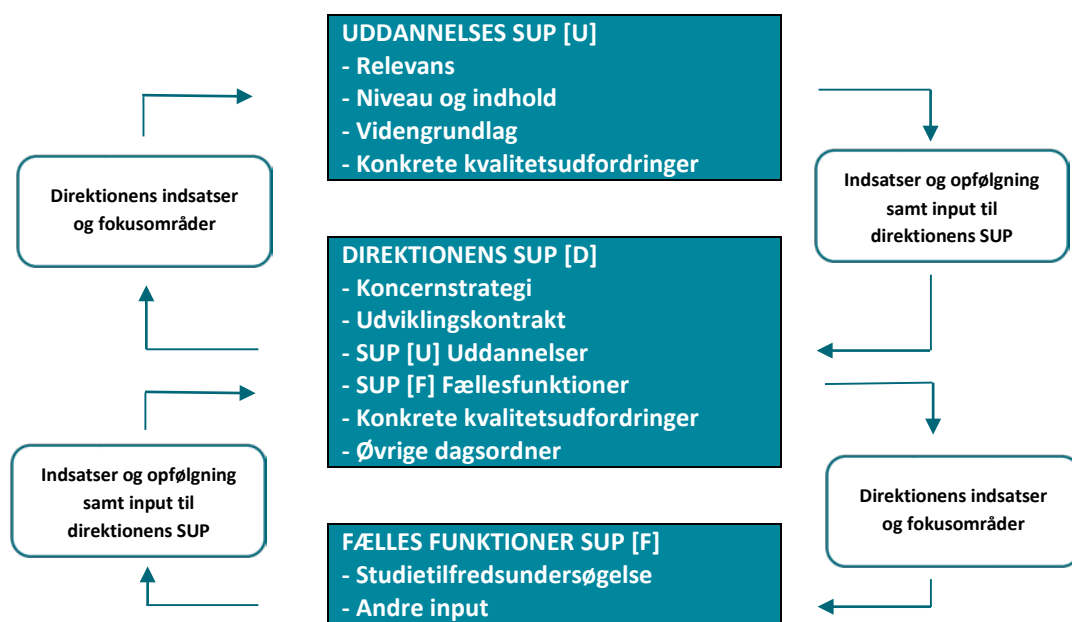 UDDANNELSES SUP [U]
- Relevans
- Niveau og indhold
- Videngrundlag
- Konkrete kvalitetsudfordringer
Direktionens indsatser
og fokusområder
Indsatser og opfølgning
samt input til
direktionens SUP
DIREKTIONENS SUP [D]
- Koncernstrategi
- Udviklingskontrakt
- SUP [U] Uddannelser
- SUP [F] Fællesfunktioner
- Konkrete kvalitetsudfordringer
- Øvrige dagsordner
Indsatser og opfølgning
samt input til
direktionens SUP
Direktionens indsatser
og fokusområder
FÆLLES FUNKTIONER SUP [F]
- Studietilfredsundersøgelse
- Andre input